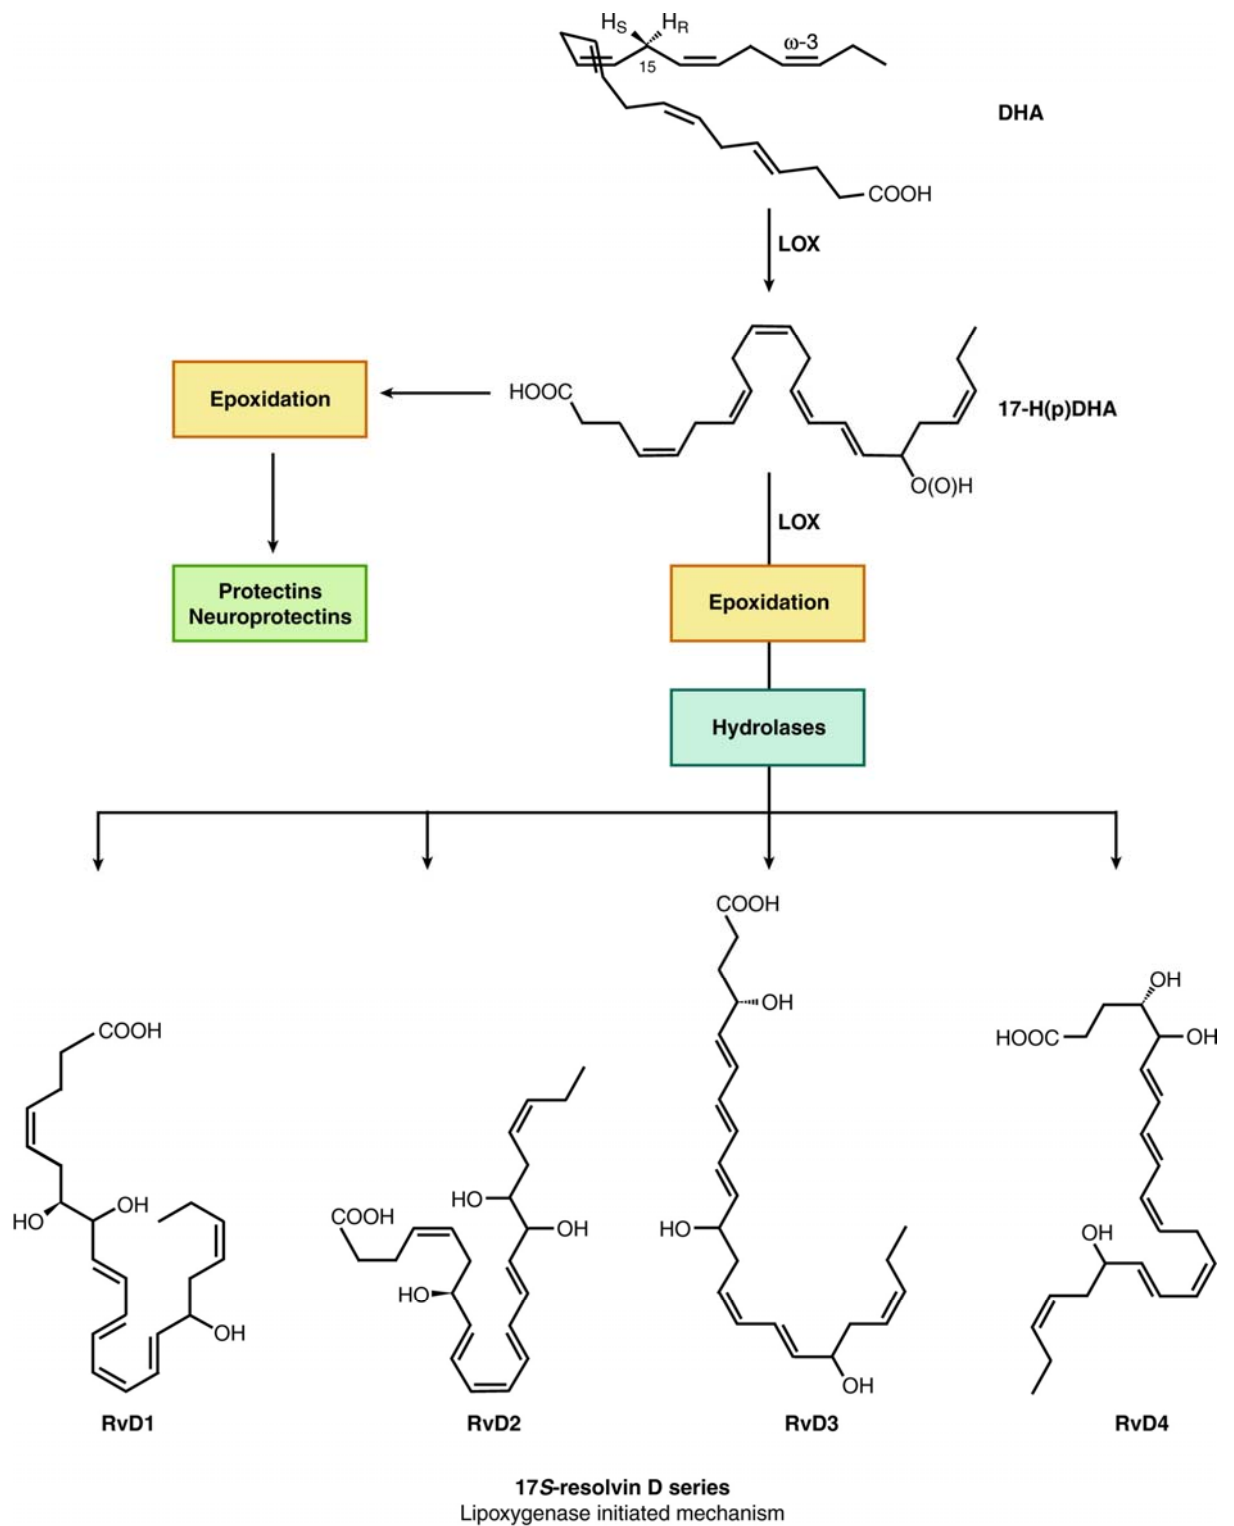 HS HR
ω-3
15
DHA
COOH
LOX
HOOC
17-H(p)DHA
O(O)H
Epoxidation
LOX
Protectins
Neuroprotectins
Epoxidation
Hydrolases
COOH
OH
OH
HOOC
OH
COOH
HO
OH
OH
HO
OH
COOH
HO
HO
OH
OH
OH
RvD1
RvD2
RvD3
RvD4
17S-resolvin D series
Lipoxygenase initiated mechanism